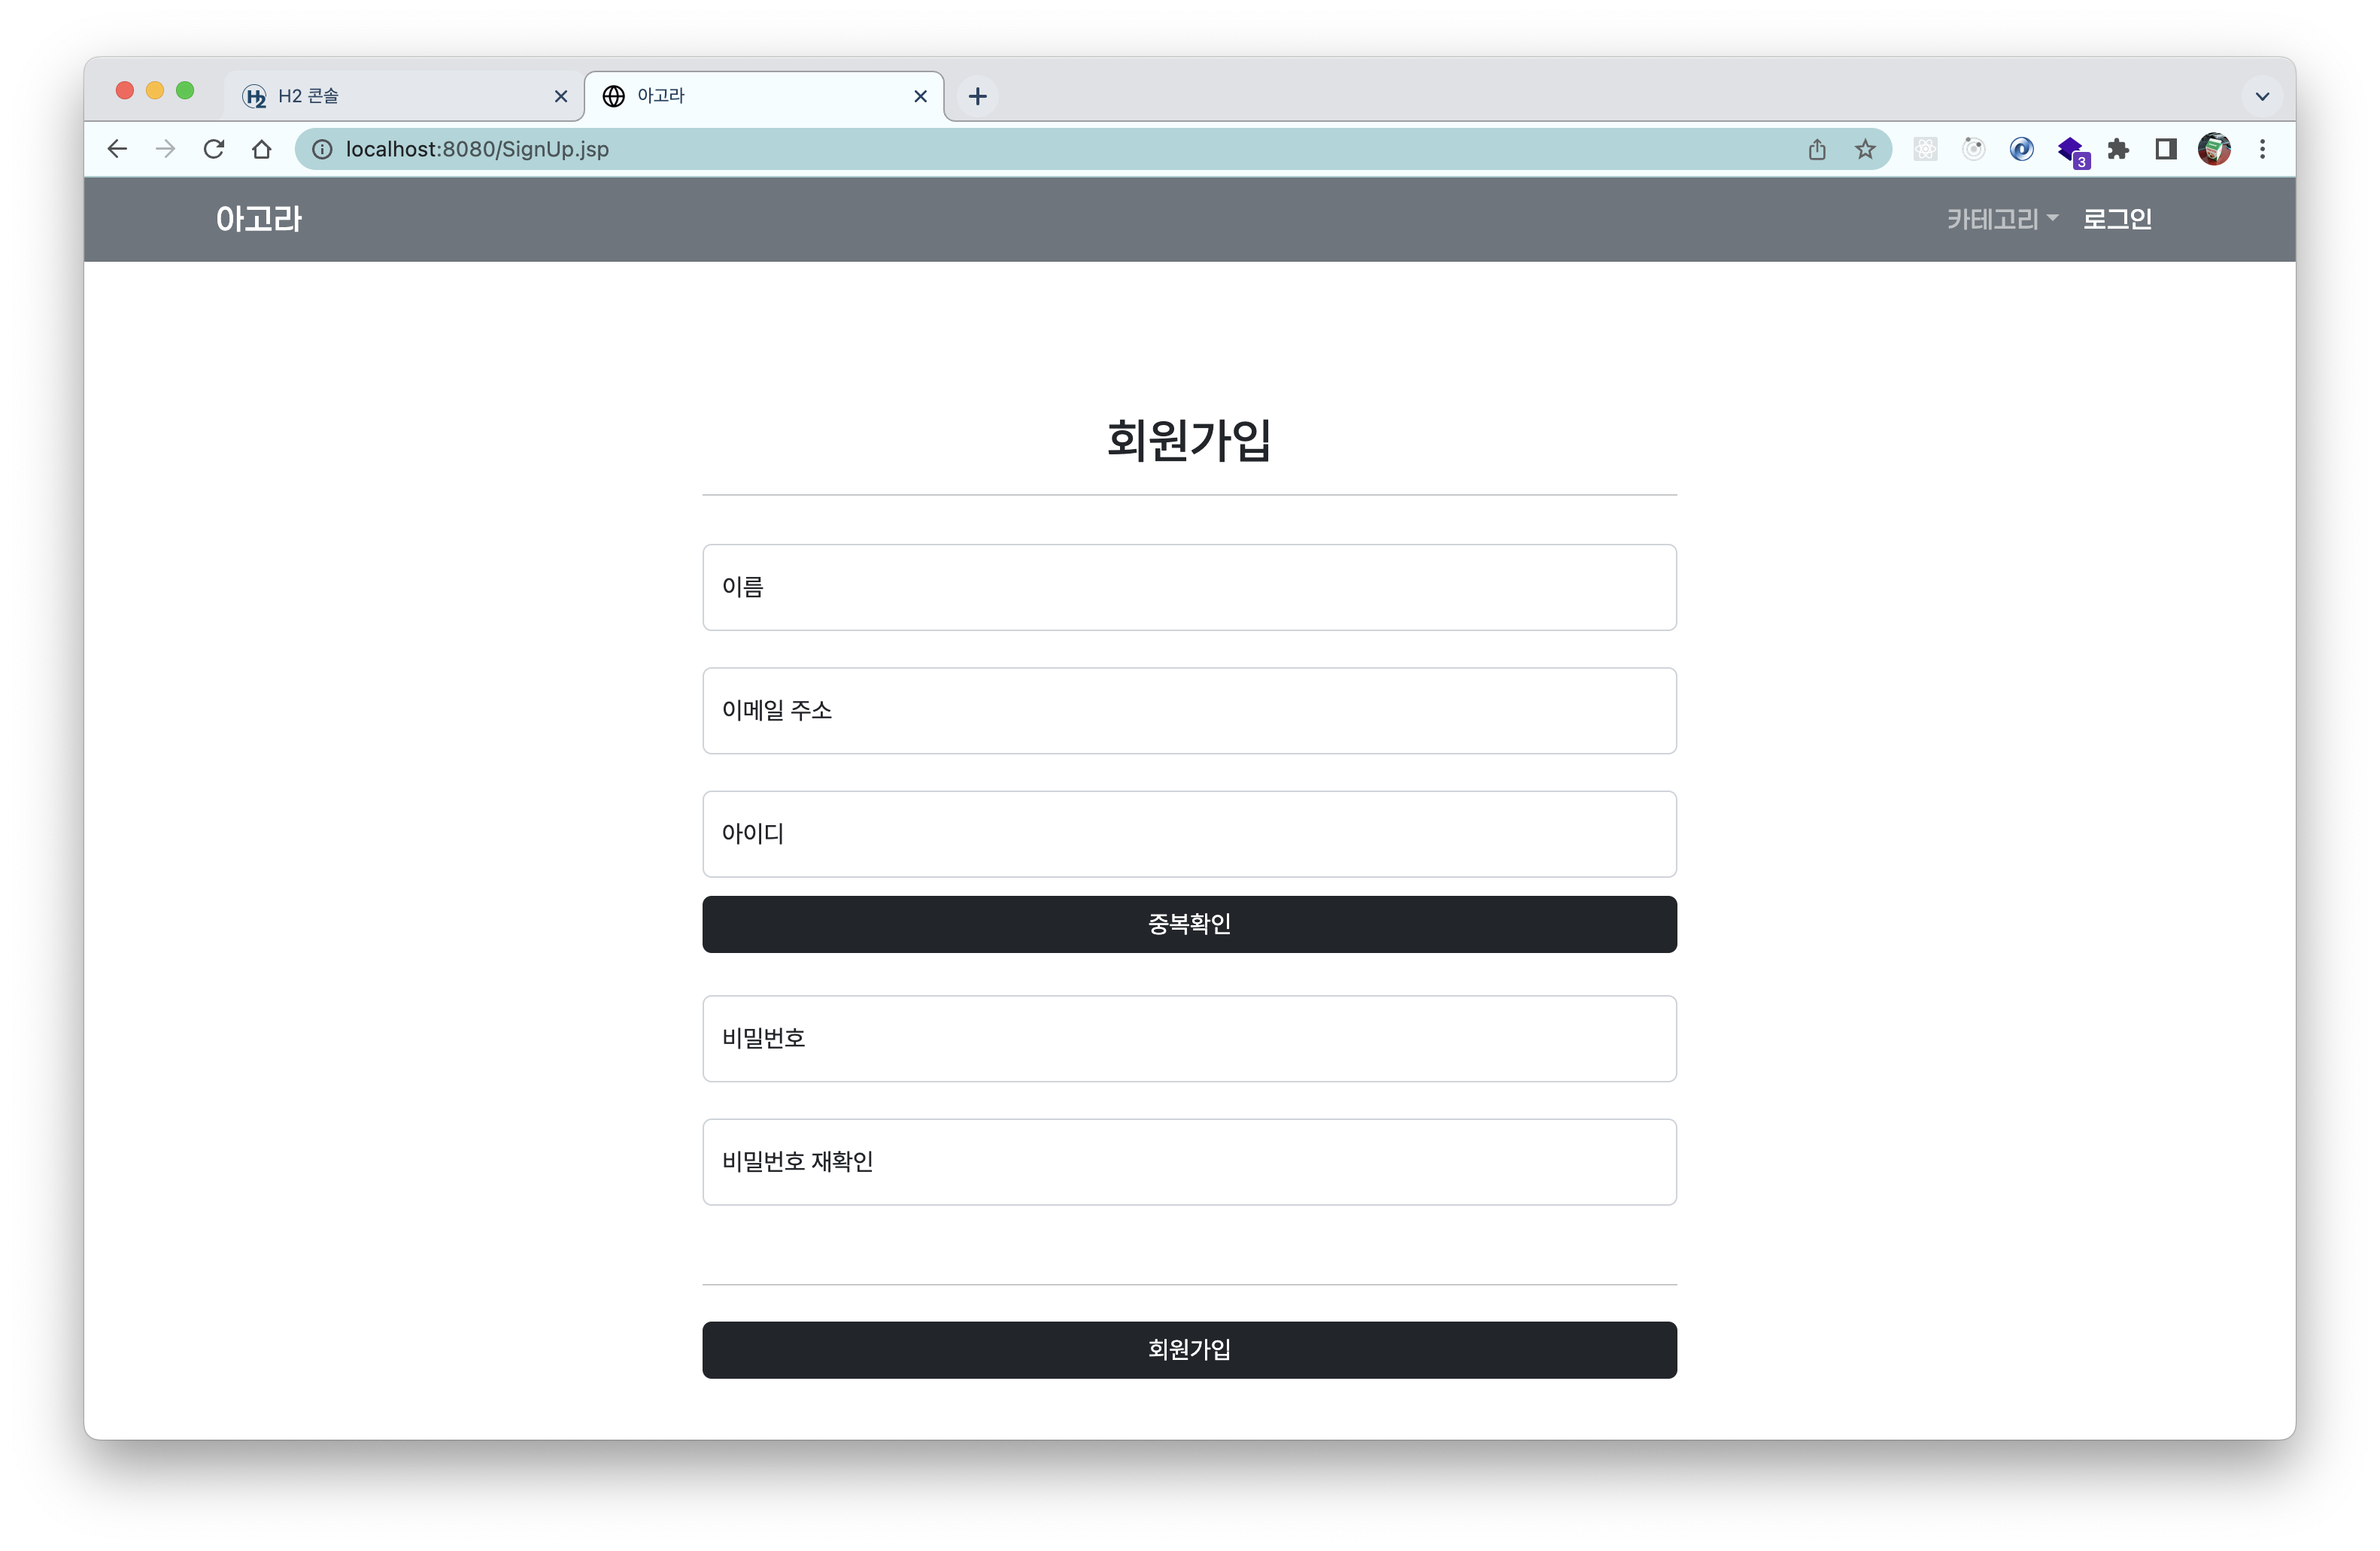 H2 콘솔
아고라
localhost:8080/SignUp.jsp
3
아고라
카테고리
로그인
회원가입
이름
이메일 주소
아이디
중복확인
비밀번호
비밀번호 재확인
회원가입